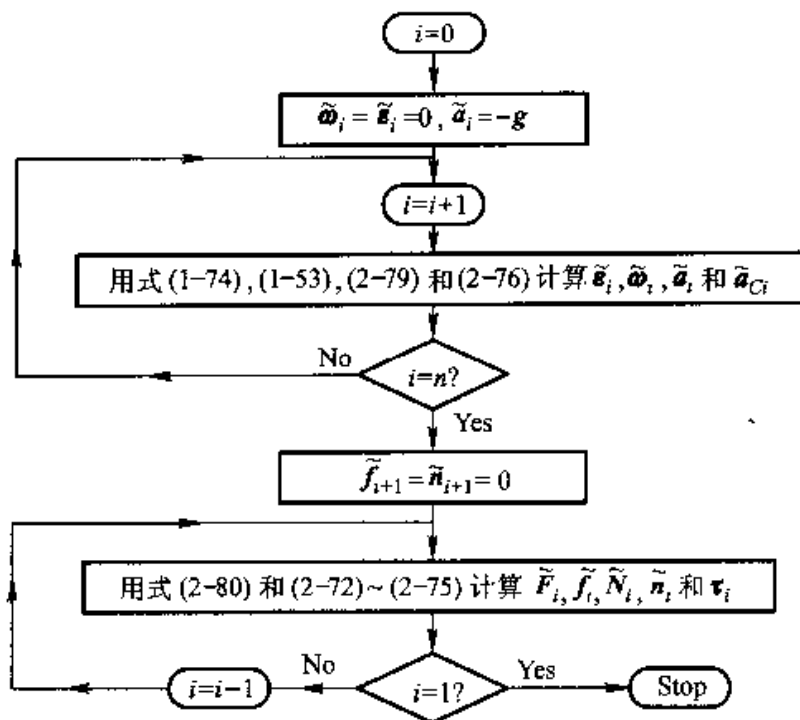 i=0
ω̃ᵢ = ε̃ᵢ =0 , ãᵢ =−g
i=i+1
用式 (1−74) , (1−53) , (2−79) 和 (2−76) 计算 ε̃ᵢ , ω̃ᵢ , ãᵢ 和 ã_Ci
No
i=n?
Yes
f̃ᵢ₊₁ = ñᵢ₊₁ = 0
用式 (2−80) 和 (2−72) ~ (2−75) 计算 F̃ᵢ , f̃ᵢ , Ñᵢ , ñᵢ 和 τᵢ
i=i−1
No
i=1?
Yes
Stop